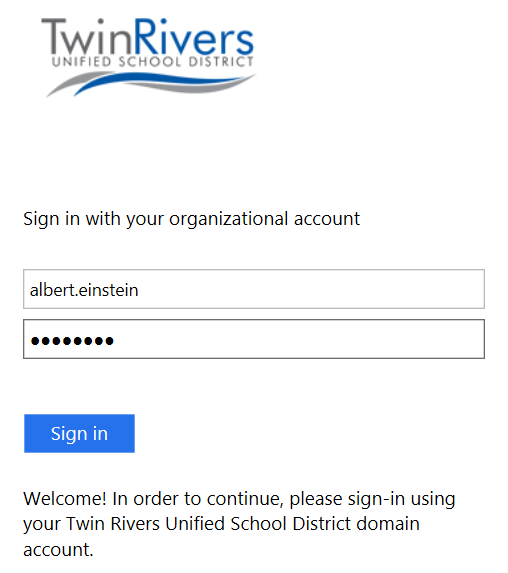 TwinRivers
UNIFIED SCHOOL DISTRICT
Sign in with your organizational account
albert.einstein
●●●●●●●●
Sign in
Welcome! In order to continue, please sign-in using
your Twin Rivers Unified School District domain
account.